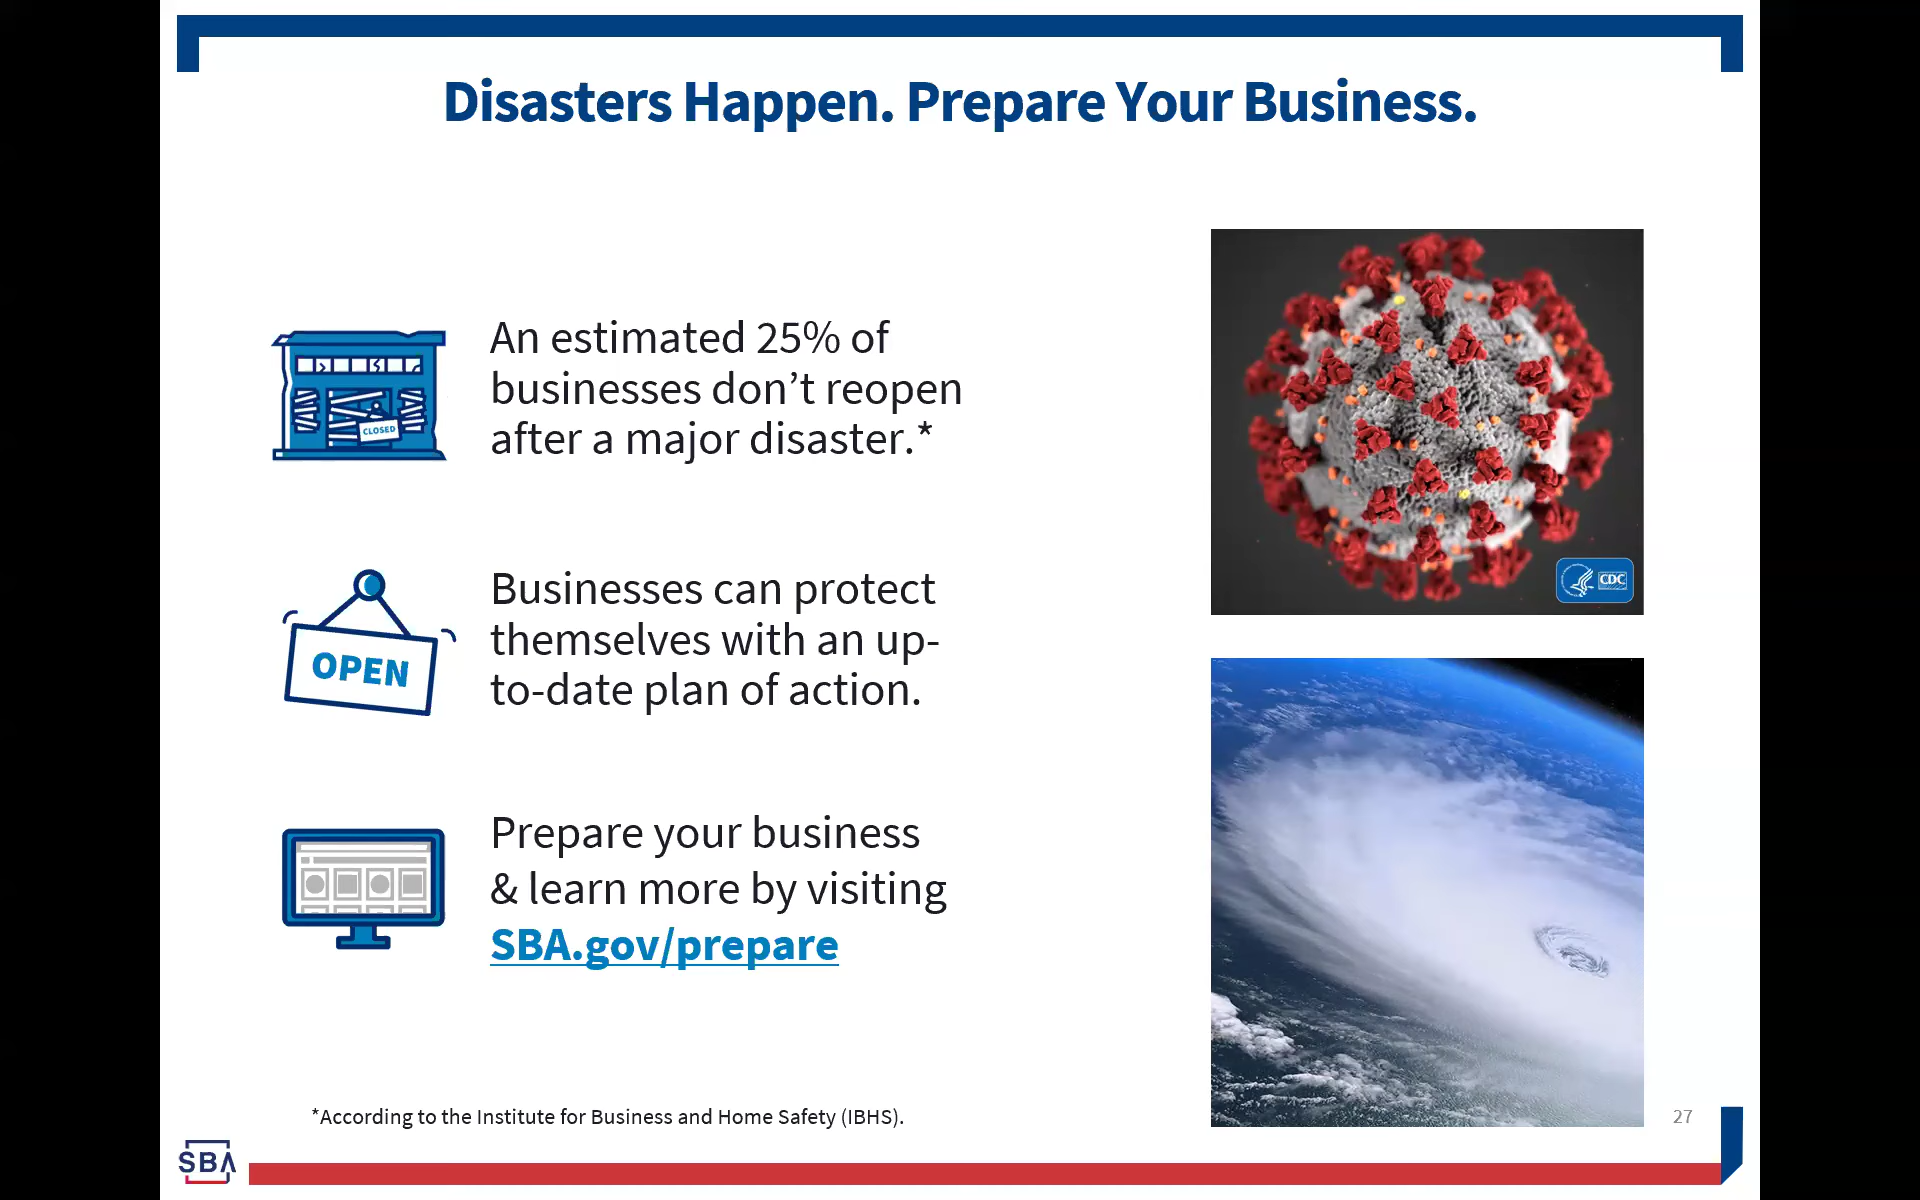 Disasters Happen. Prepare Your Business.
An estimated 25% of
businesses don’t reopen
after a major disaster.*
CLOSED
Businesses can protect
themselves with an up-
to-date plan of action.
OPEN
Prepare your business
& learn more by visiting
SBA.gov/prepare
CDC
*According to the Institute for Business and Home Safety (IBHS).
27
SBA